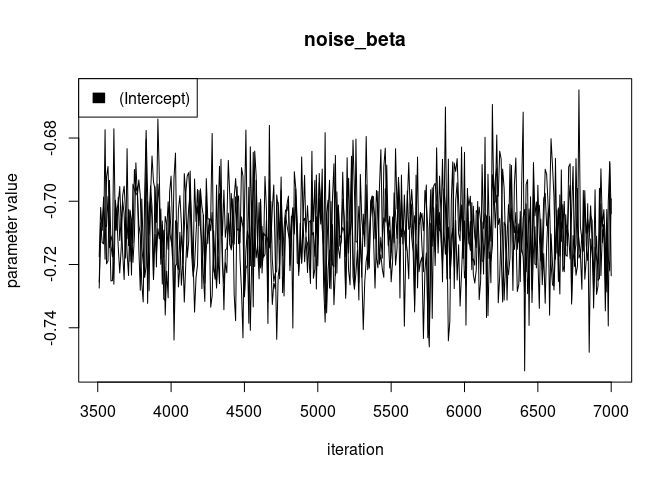 noise_beta
(Intercept)
parameter value
-0.68
-0.70
-0.72
-0.74
3500 4000 4500 5000 5500 6000 6500 7000
iteration